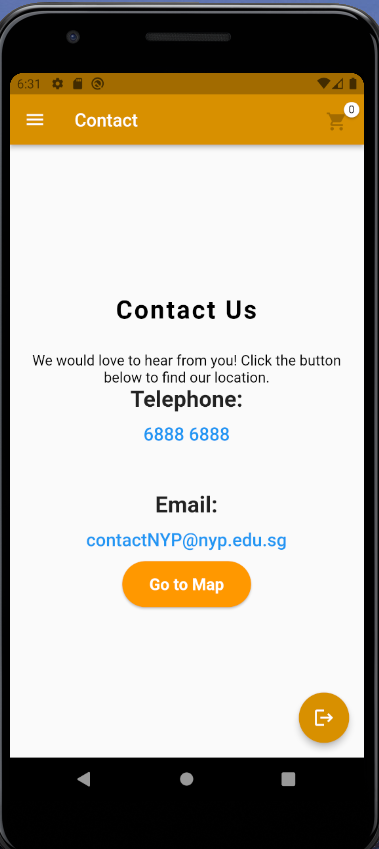 6:31
Contact
0
Contact Us
We would love to hear from you! Click the button
below to find our location.
Telephone:
6888 6888
Email:
contactNYP@nyp.edu.sg
Go to Map